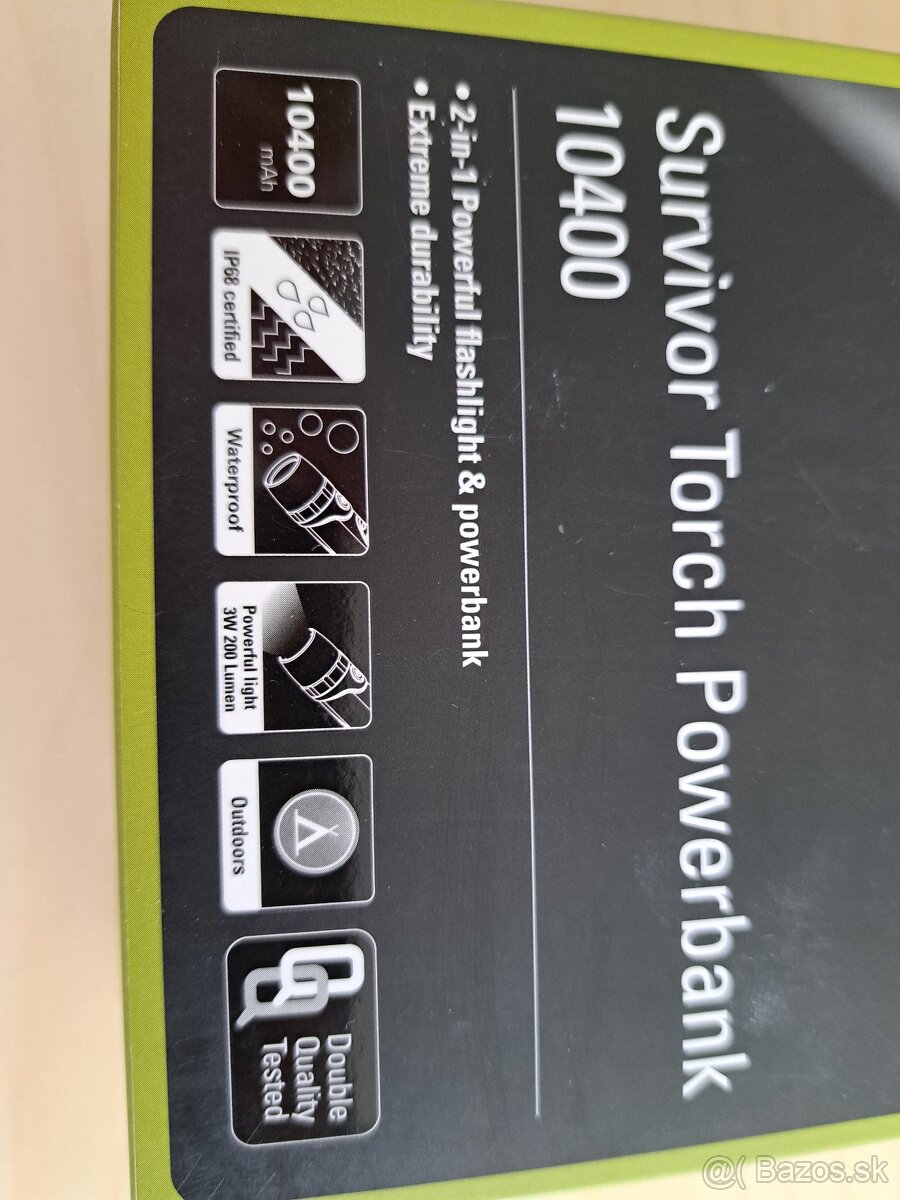 Survivor Torch Powerbank
10400
• 2-in-1 Powerful flashlight & powerbank
• Extreme durability
10400
mAh
IP68 certified
Waterproof
Powerful light
3W 200 Lumen
Outdoors
Double
Quality
Tested
@( Bazos.sk